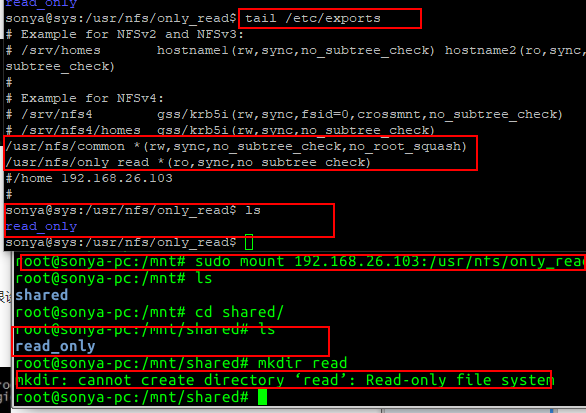 read_only
sonya@sys:/usr/nfs/only_read$ tail /etc/exports
# Example for NFSv2 and NFSv3:
# /srv/homes       hostname1(rw,sync,no_subtree_check) hostname2(ro,sync,
subtree_check)
#
# Example for NFSv4:
# /srv/nfs4        gss/krb5i(rw,sync,fsid=0,crossmnt,no_subtree_check)
# /srv/nfs4/homes  gss/krb5i(rw,sync,no_subtree_check)
/usr/nfs/common *(rw,sync,no_subtree_check,no_root_squash)
/usr/nfs/only_read *(ro,sync,no_subtree_check)
#/home 192.168.26.103
#
sonya@sys:/usr/nfs/only_read$ ls
read_only
sonya@sys:/usr/nfs/only_read$
root@sonya-pc:/mnt# sudo mount 192.168.26.103:/usr/nfs/only_rea
root@sonya-pc:/mnt# ls
shared
root@sonya-pc:/mnt# cd shared/
root@sonya-pc:/mnt/shared# ls
read_only
root@sonya-pc:/mnt/shared# mkdir read
mkdir: cannot create directory ‘read’: Read-only file system
root@sonya-pc:/mnt/shared#